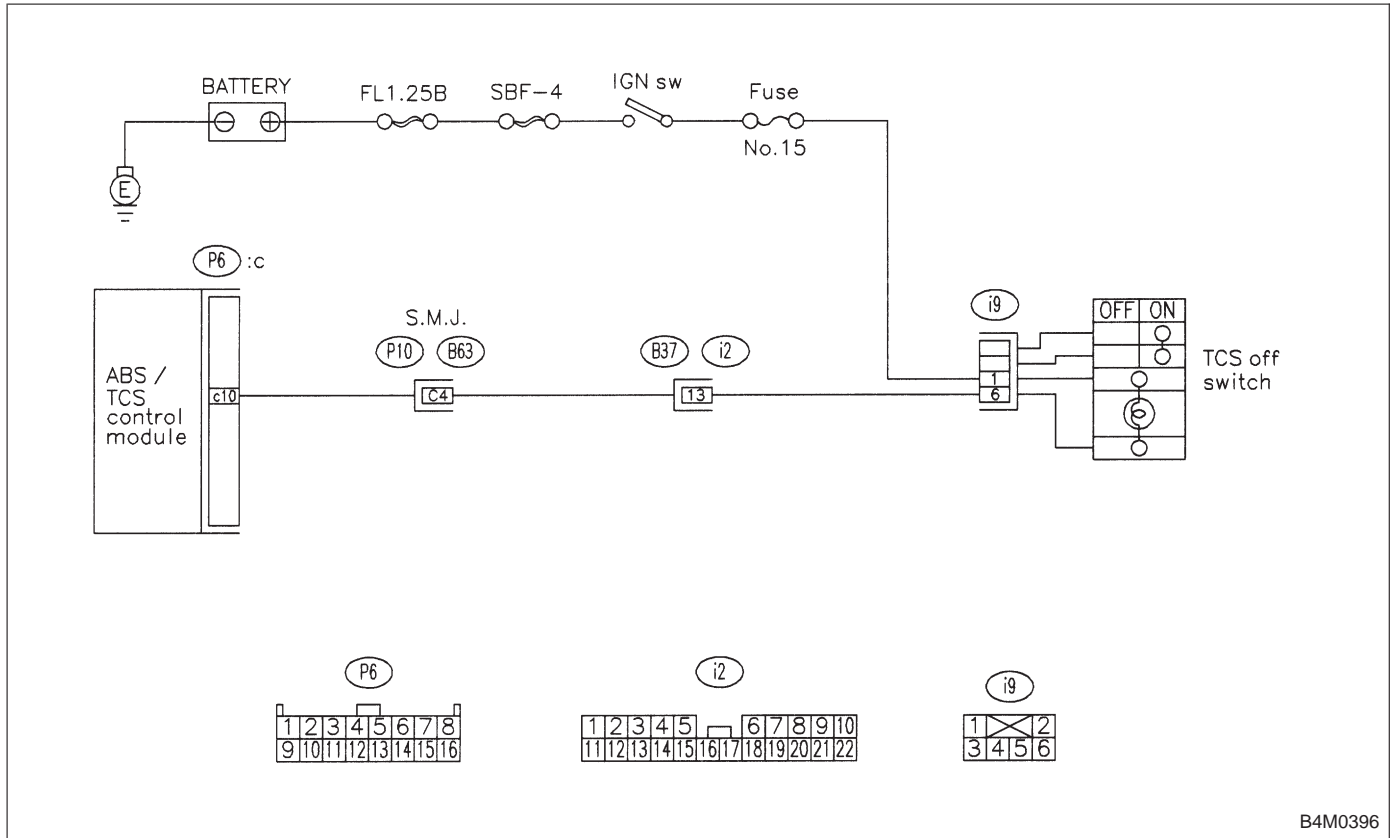 BATTERY
FL1.25B
SBF-4
IGN sw
Fuse
No.15
E
P6 :c
S.M.J.
P10 B63
B37 i2
i9
OFF ON
TCS off
switch
ABS /
TCS
control
module
c10
C4
13
1
6
P6
1 2 3 4 5 6 7 8
9 10 11 12 13 14 15 16
i2
1 2 3 4 5 6 7 8 9 10
11 12 13 14 15 16 17 18 19 20 21 22
i9
1 2
3 4 5 6
B4M0396